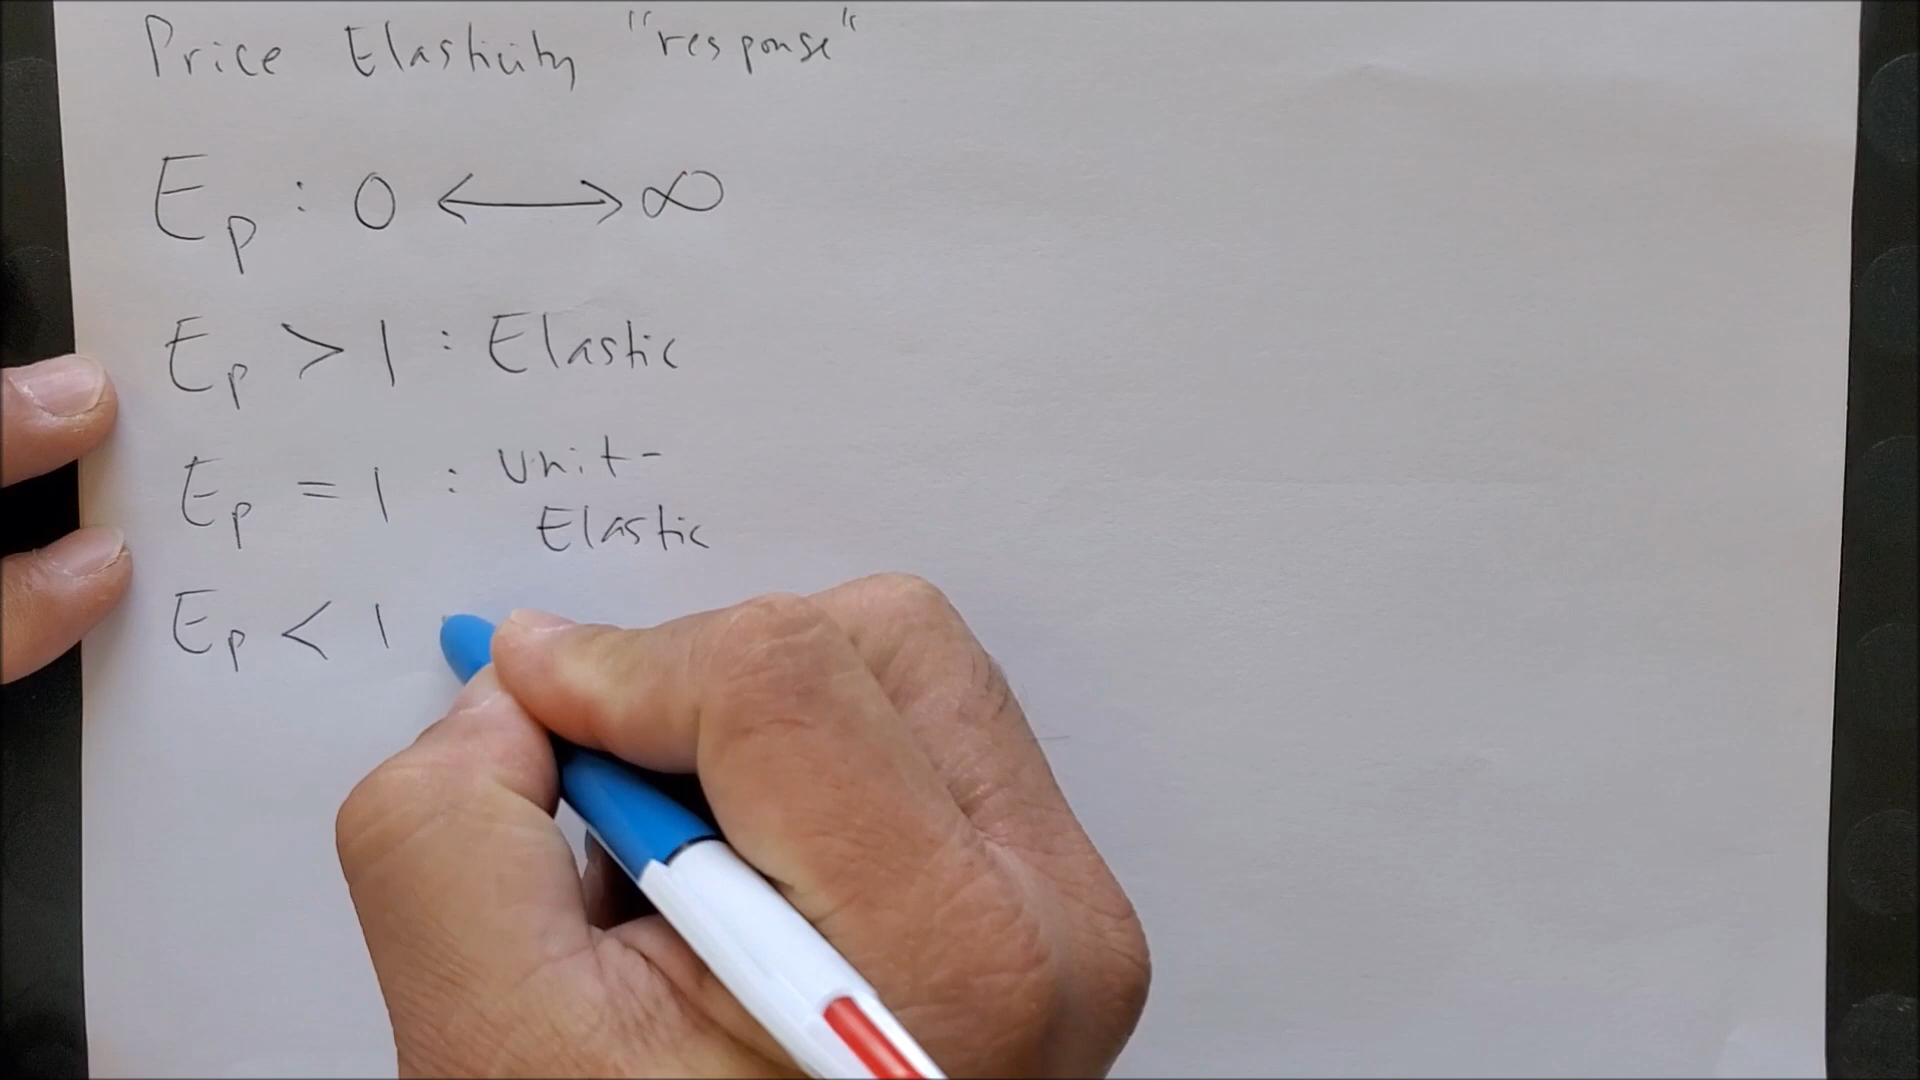 Price Elasticity "response"
Ep : 0 ⟷ ∞
Ep > 1 : Elastic
Ep = 1 : Unit-
Elastic
Ep < 1